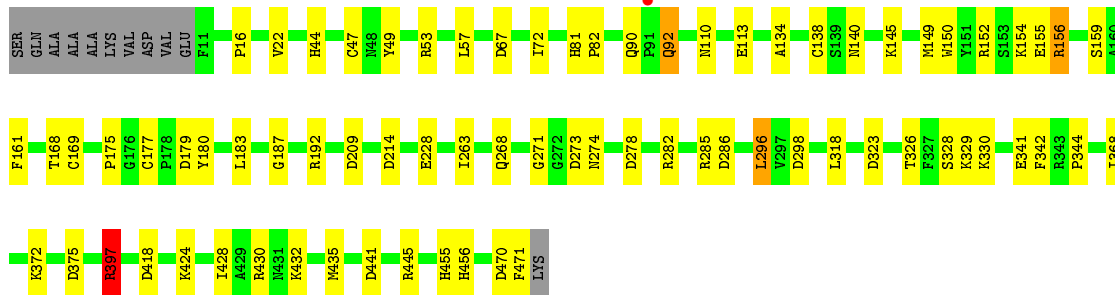 SER GLN ALA ALA ALA LYS VAL ASP VAL GLU F11 P16 V22 H44 C47 N48 Y49 R53 L57 D67 I72 H81 P82 Q90 P91 Q92 N110 E113 A134 C138 S139 N140 K145 M149 W150 Y151 R152 S153 K154 E155 R156 S159 A160
F161 T168 C169 P175 G176 C177 P178 D179 Y180 L183 G187 R192 D209 D214 E228 I263 Q268 G271 G272 D273 N274 D278 R282 R285 D286 L296 V297 D298 L318 D323 T326 F327 S328 K329 K330 E341 F342 R343 P344
K372 D375 R397 D418 K424 I428 A429 R430 N431 K432 M435 D441 R445 H455 H456 D470 F471 LYS